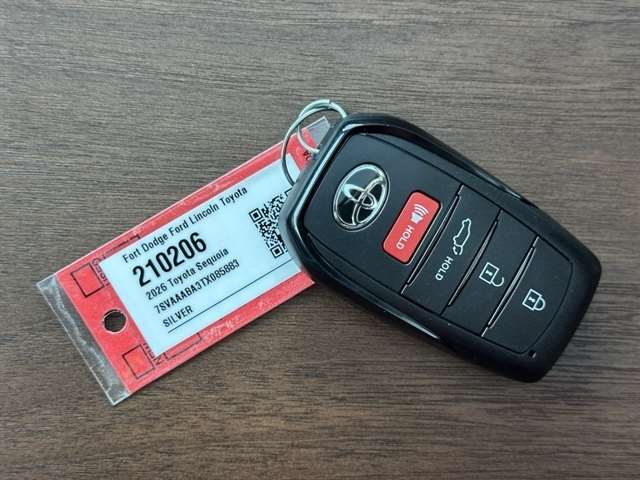 Fort Dodge Ford Lincoln Toyota
210206
2026 Toyota Sequoia
7SVAAABA3TX085883
SILVER
HOLD
HOLD